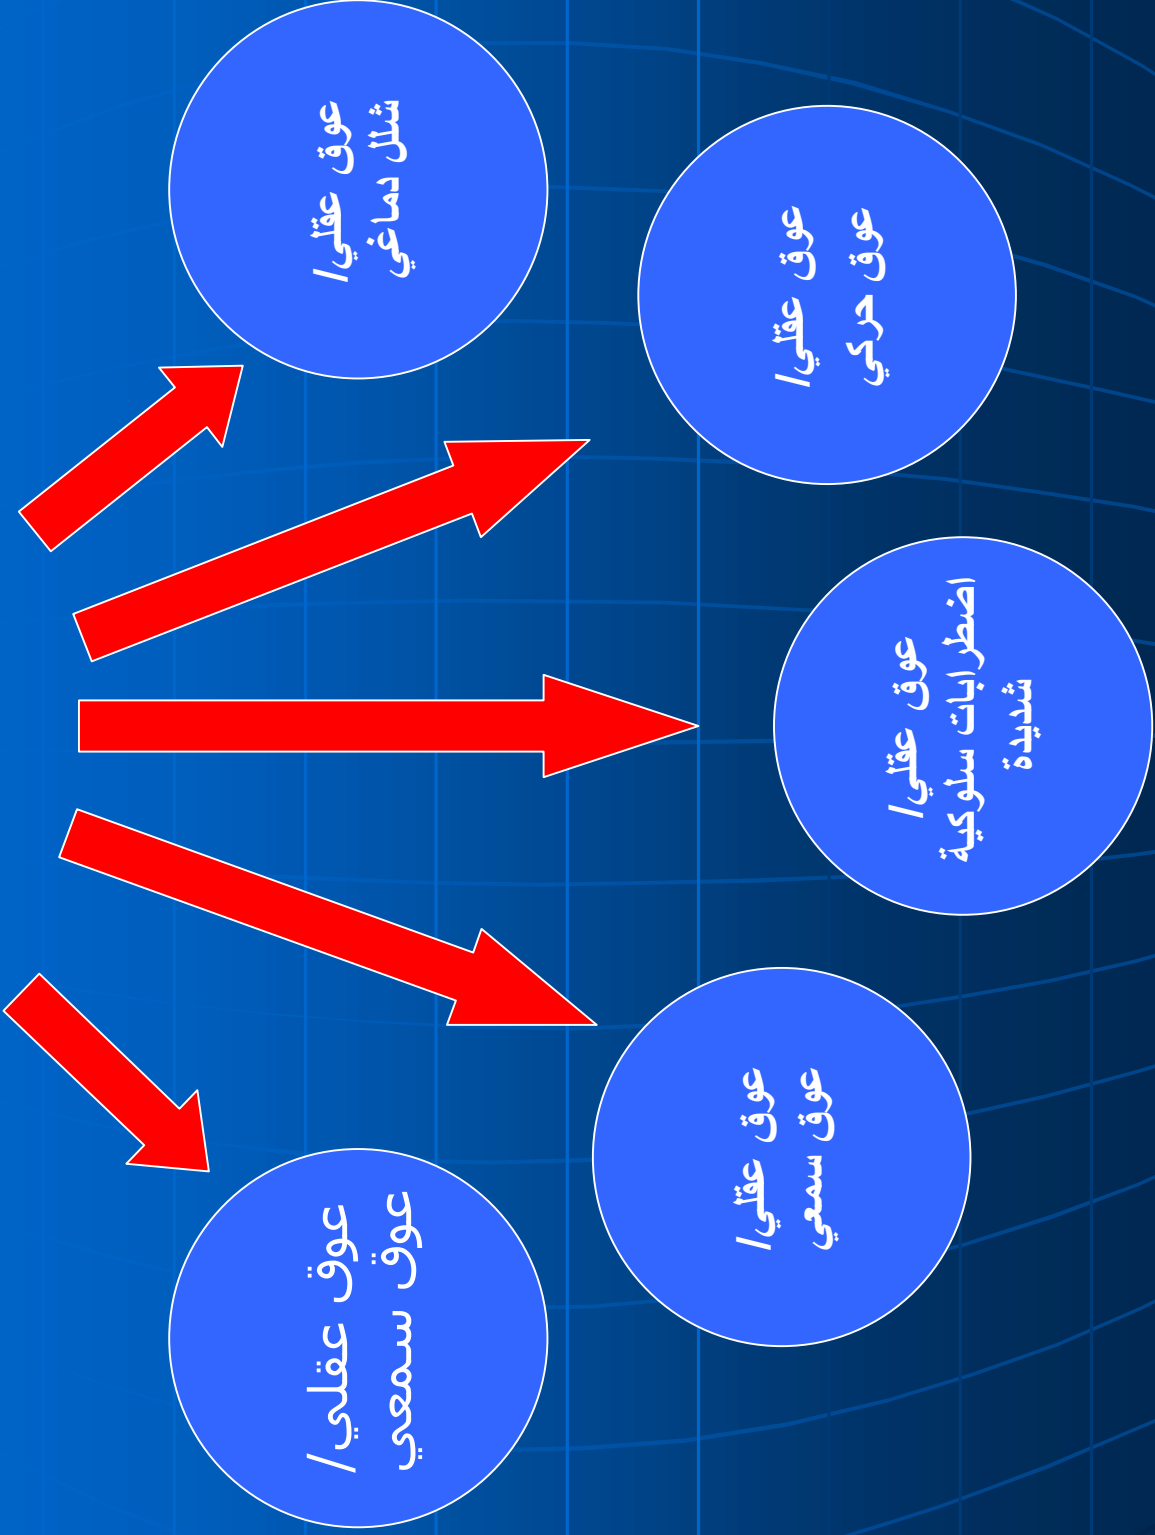 عوق عقلي/
شلل دماغي
عوق عقلي/
عوق حركي
عوق عقلي/
اضطرابات سلوكية
شديدة
عوق عقلي/
عوق سمعي
عوق عقلي/
عوق سمعي